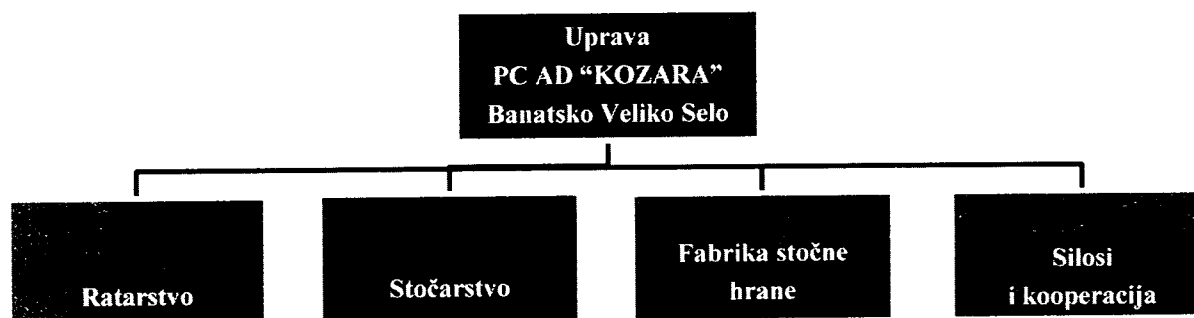 Uprava
PC AD “KOZARA”
Banatsko Veliko Selo
Ratarstvo
Stočarstvo
Fabrika stočne
hrane
Silosi
i kooperacija